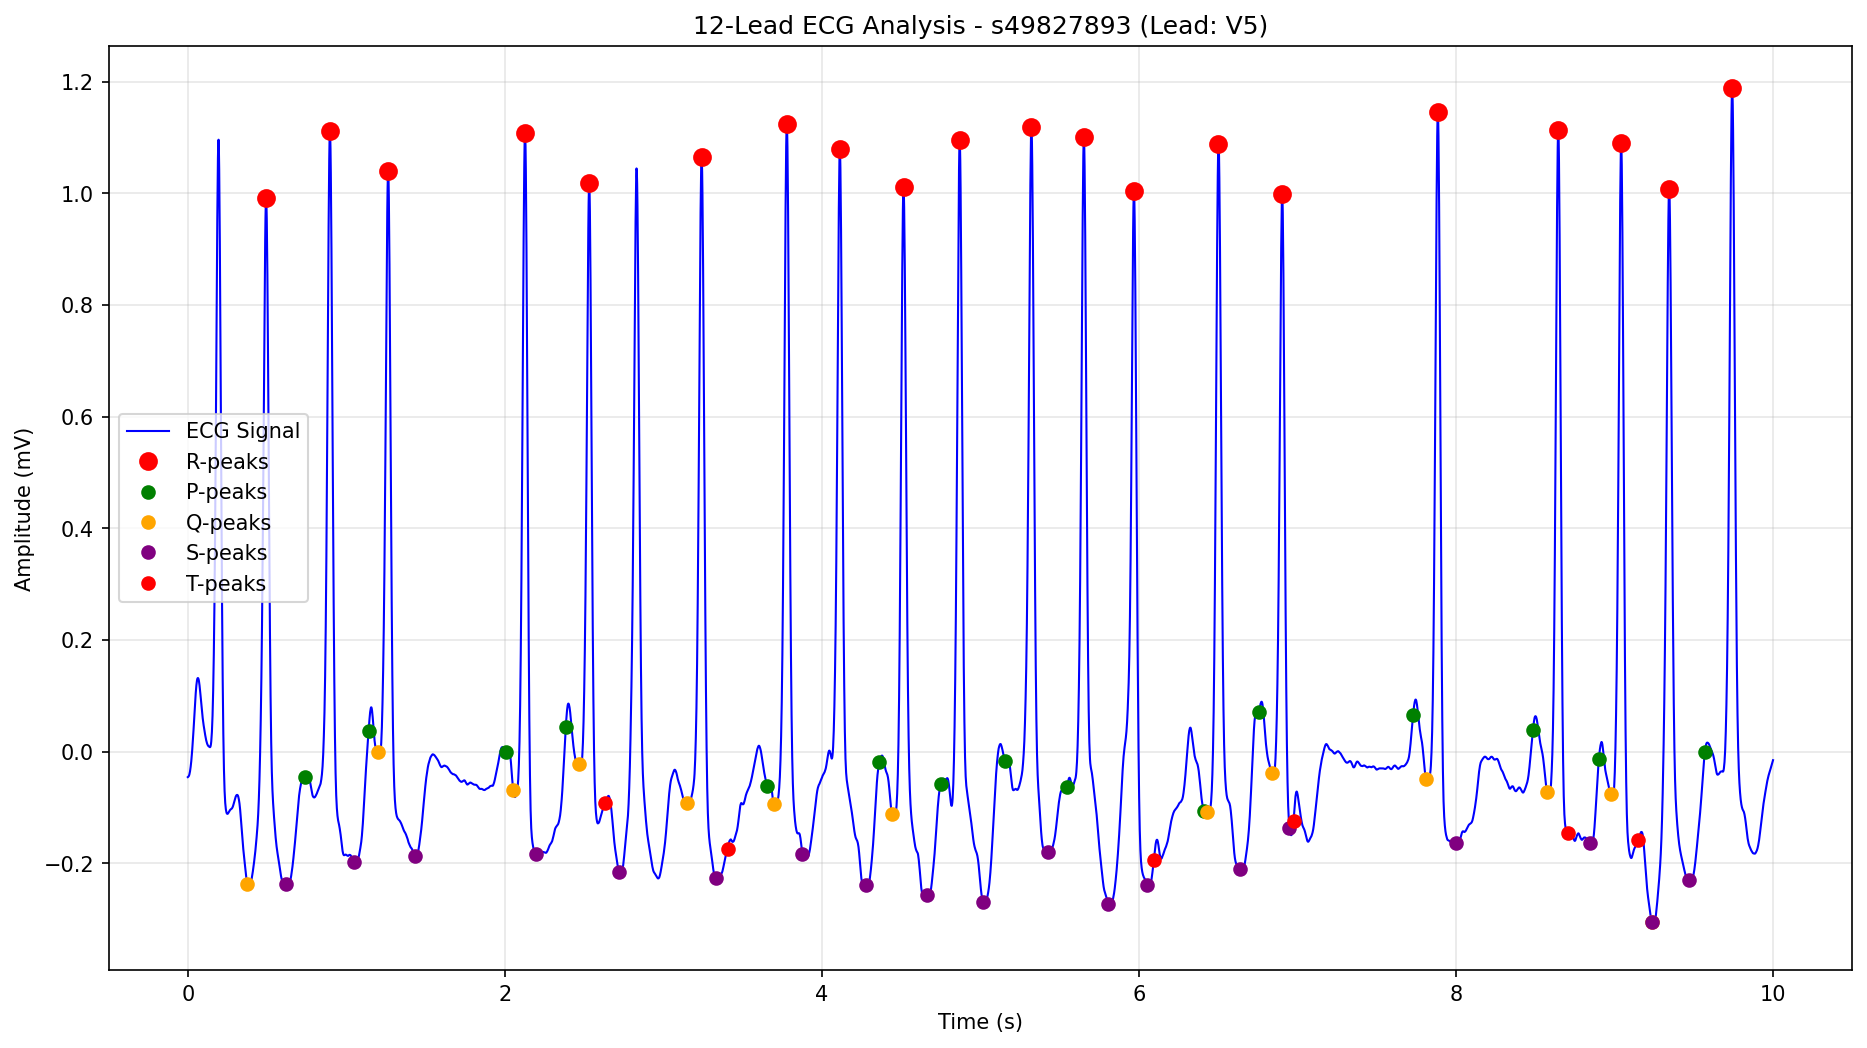 12-Lead ECG Analysis - s49827893 (Lead: V5)
1.2
1.0
0.8
0.6
0.4
0.2
0.0
−0.2
Amplitude (mV)
ECG Signal
R-peaks
P-peaks
Q-peaks
S-peaks
T-peaks
0 2 4 6 8 10
Time (s)